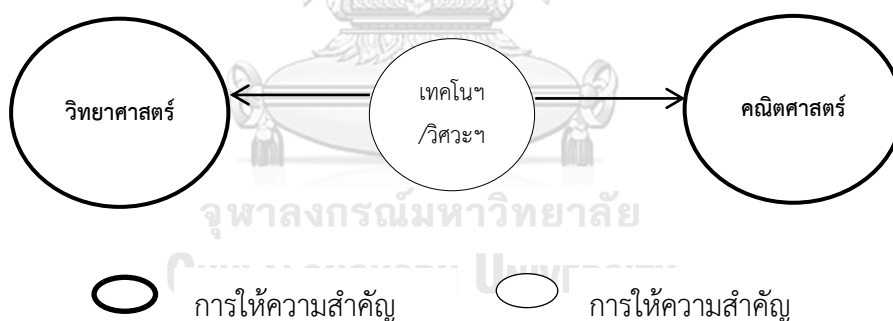 วิทยาศาสตร์
เทคโนฯ
/วิศวะฯ
คณิตศาสตร์
จุฬาลงกรณ์มหาวิทยาลัย
การให้ความสำคัญ
การให้ความสำคัญ